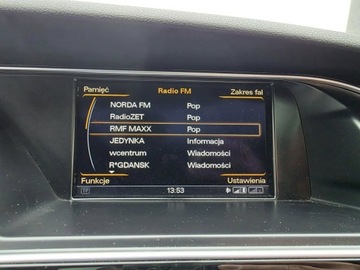 Pamięć Radio FM Zakres fal
NORDA FM Pop
RadioZET Pop
RMF MAXX Pop
JEDYNKA Informacja
wcentrum Wiadomości
R*GDANSK Wiadomości
Funkcje Ustawienia
13:53